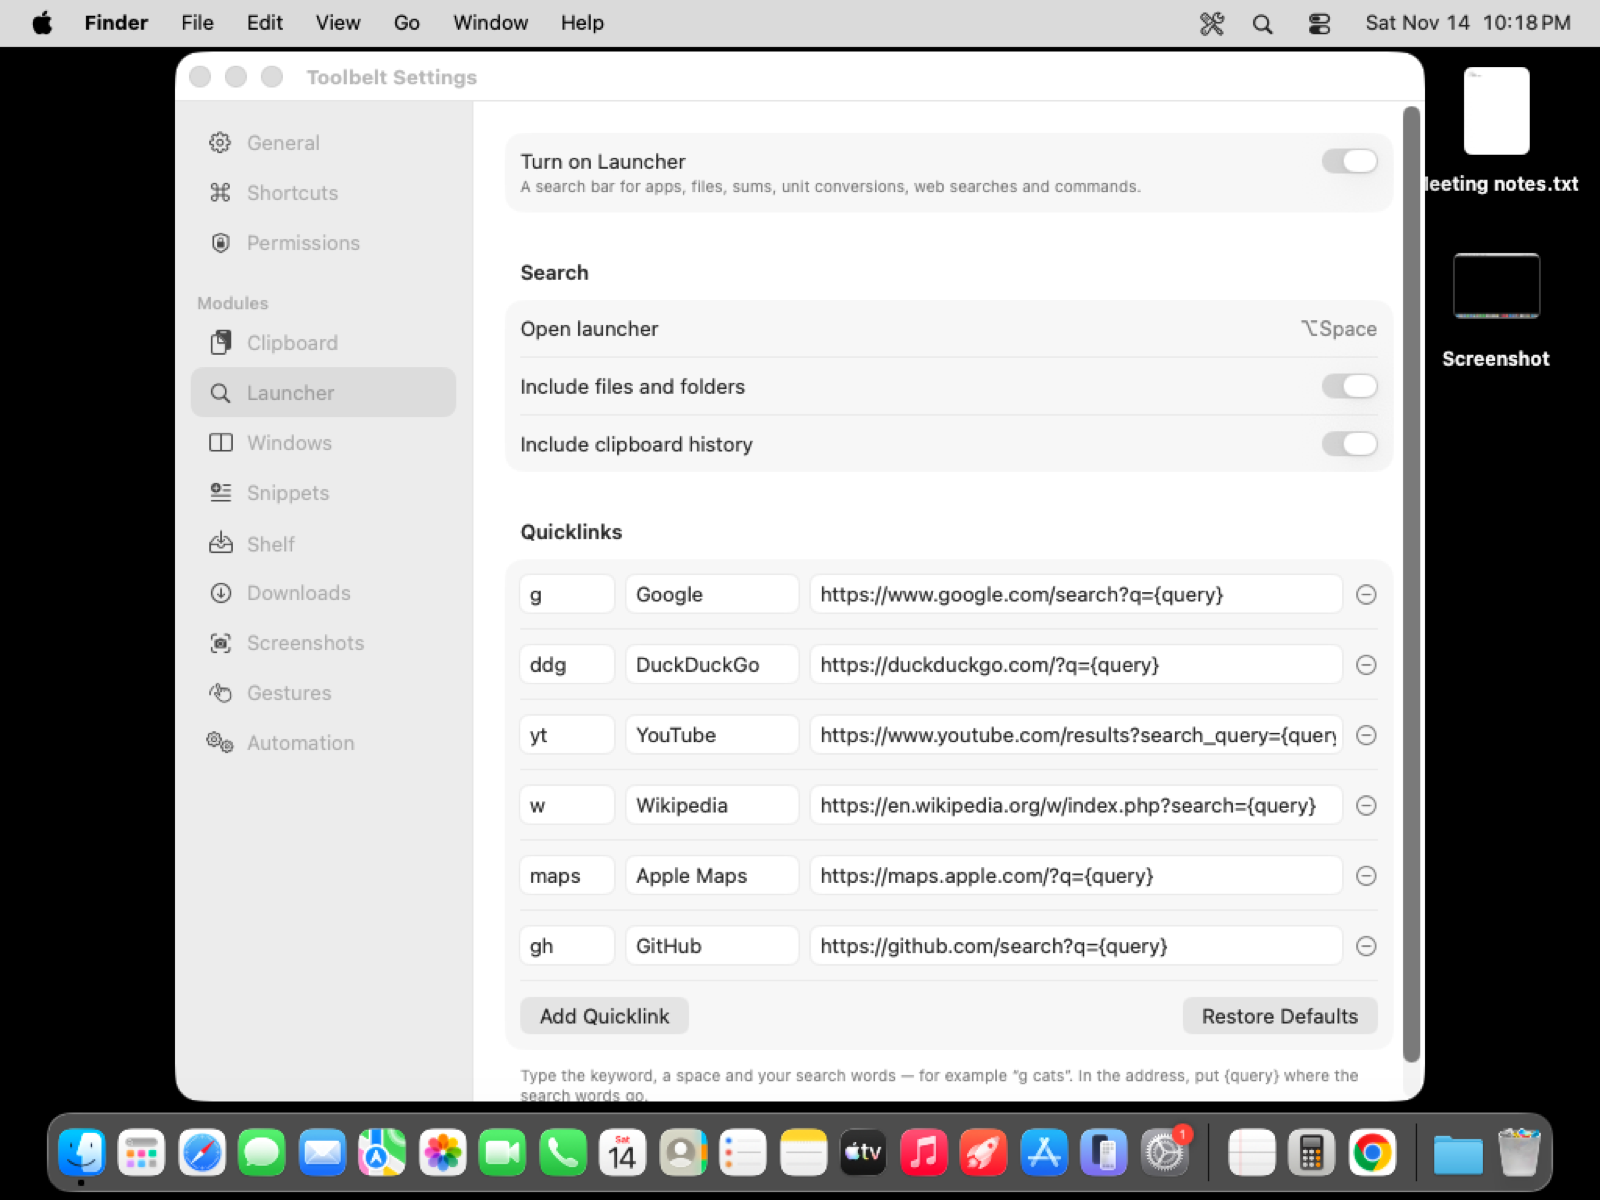 Finder File Edit View Go Window Help Sat Nov 14 10:18 PM
Toolbelt Settings
General
Shortcuts
Permissions
Modules
Clipboard
Launcher
Windows
Snippets
Shelf
Downloads
Screenshots
Gestures
Automation
Turn on Launcher
A search bar for apps, files, sums, unit conversions, web searches and commands.
Search
Open launcher ⌥Space
Include files and folders
Include clipboard history
Quicklinks
g Google https://www.google.com/search?q={query}
ddg DuckDuckGo https://duckduckgo.com/?q={query}
yt YouTube https://www.youtube.com/results?search_query={query
w Wikipedia https://en.wikipedia.org/w/index.php?search={query}
maps Apple Maps https://maps.apple.com/?q={query}
gh GitHub https://github.com/search?q={query}
Add Quicklink Restore Defaults
Type the keyword, a space and your search words — for example “g cats”. In the address, put {query} where the
search words go.
eeting notes.txt
Screenshot
Sat
14
tv
1